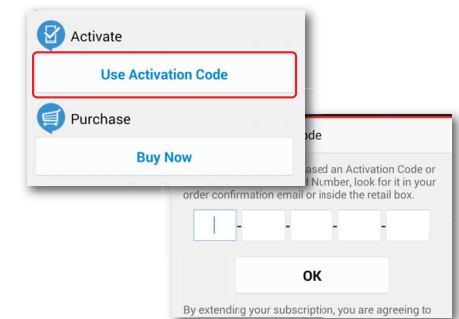 Activate
Use Activation Code
Purchase
Buy Now
ode
ased an Activation Code or
l Number, look for it in your
order confirmation email or inside the retail box.
- - - -
OK
By extending your subscription, you are agreeing to